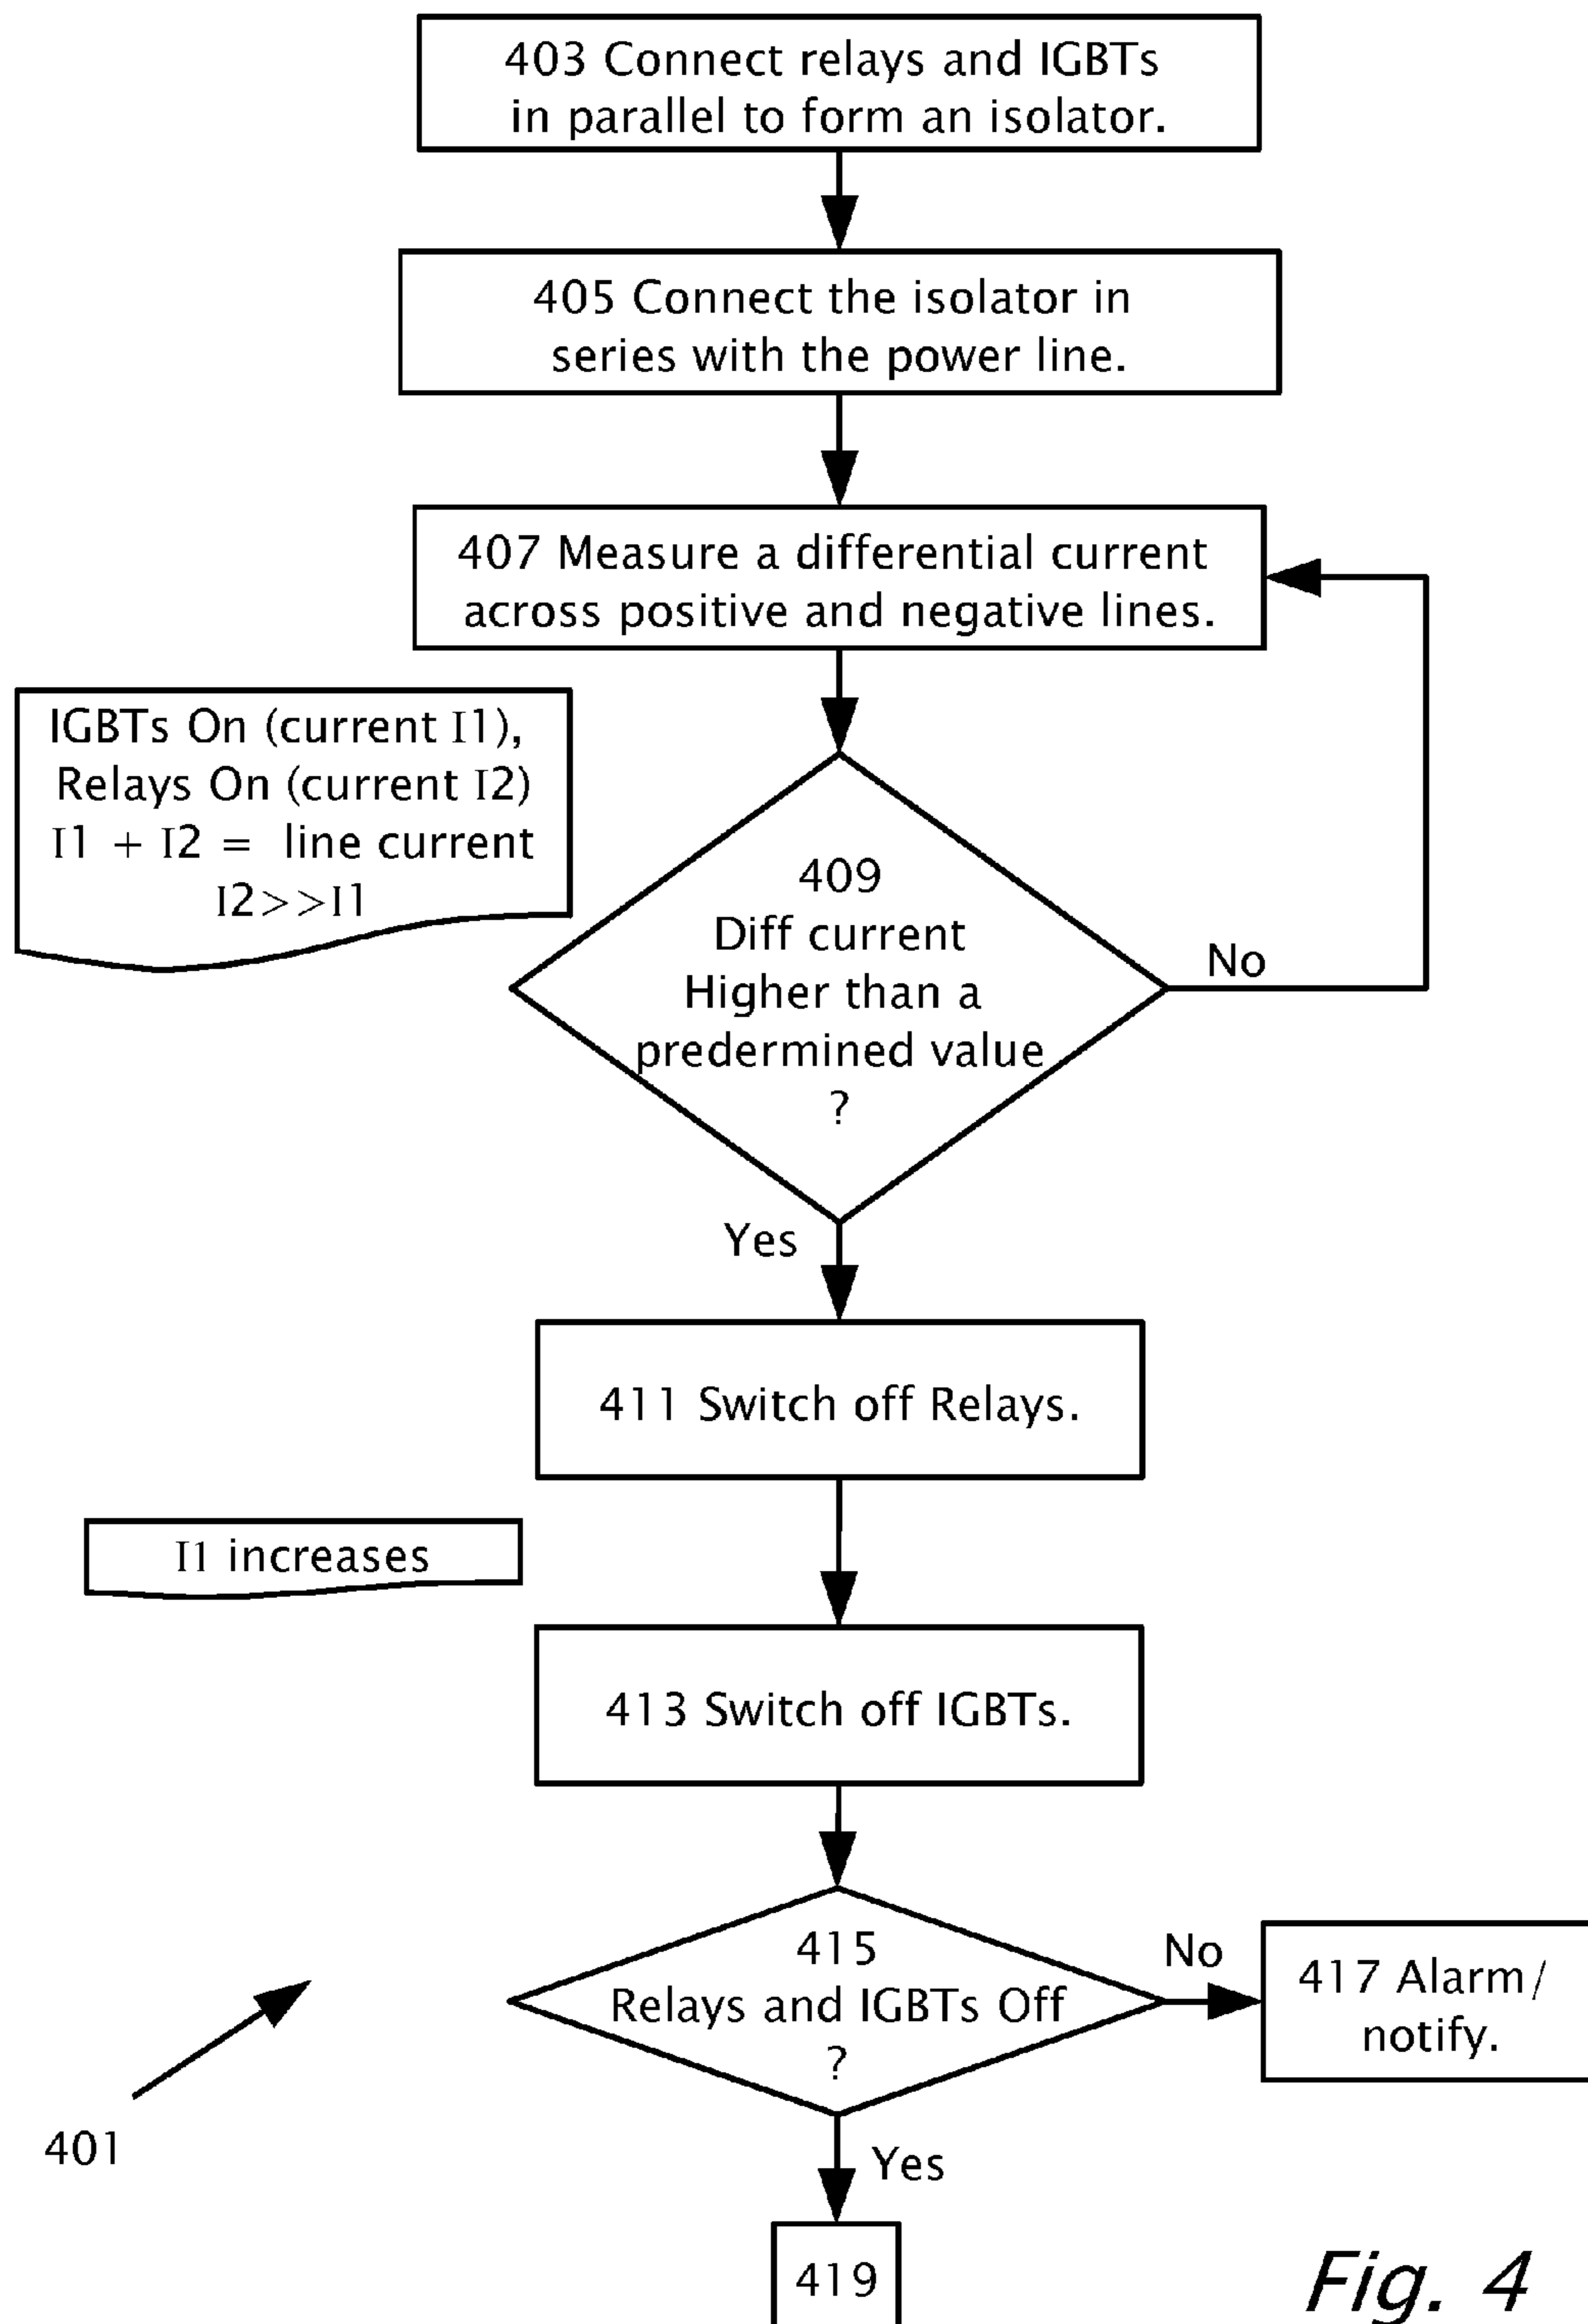 403 Connect relays and IGBTs
in parallel to form an isolator.
405 Connect the isolator in
series with the power line.
407 Measure a differential current
across positive and negative lines.
IGBTs On (current I1),
Relays On (current I2)
I1 + I2 = line current
I2>>I1
409
Diff current
Higher than a
predermined value
?
No
Yes
411 Switch off Relays.
I1 increases
413 Switch off IGBTs.
415
Relays and IGBTs Off
?
No
417 Alarm/
notify.
401
Yes
419
Fig. 4